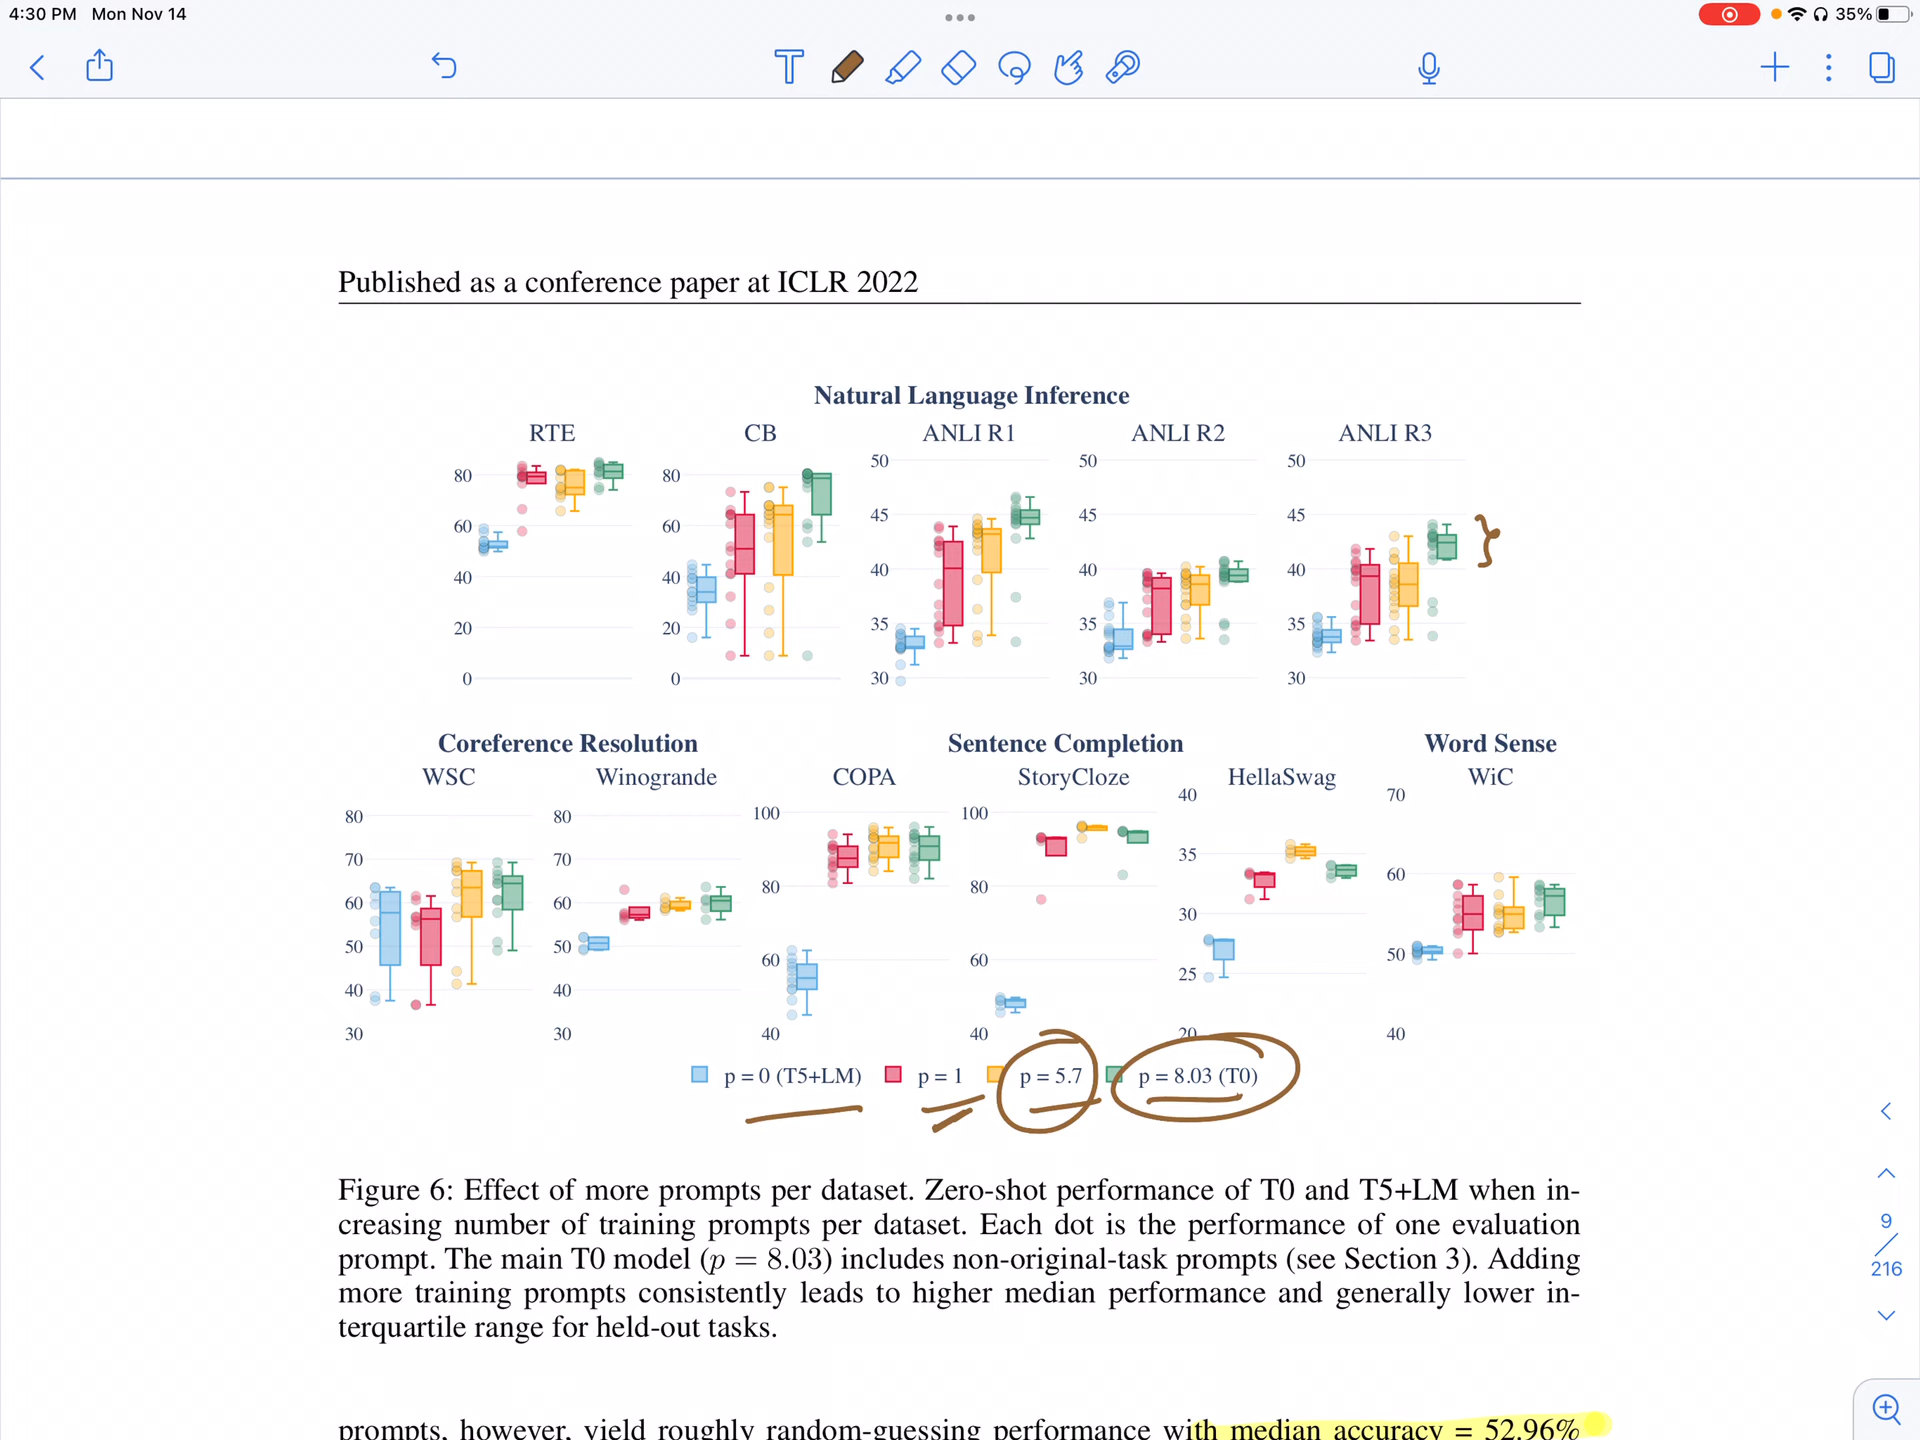 4:30 PM Mon Nov 14
35%
Published as a conference paper at ICLR 2022
Natural Language Inference
RTE CB ANLI R1 ANLI R2 ANLI R3
80 60 40 20 0
80 60 40 20 0
50 45 40 35 30
50 45 40 35 30
50 45 40 35 30
Coreference Resolution Sentence Completion Word Sense
WSC Winogrande COPA StoryCloze HellaSwag WiC
80 70 60 50 40 30
80 70 60 50 40 30
100 80 60 40
100 80 60 40
40 35 30 25 20
70 60 50 40
p = 0 (T5+LM) p = 1 p = 5.7 p = 8.03 (T0)
Figure 6: Effect of more prompts per dataset. Zero-shot performance of T0 and T5+LM when in-
creasing number of training prompts per dataset. Each dot is the performance of one evaluation
prompt. The main T0 model (p = 8.03) includes non-original-task prompts (see Section 3). Adding
more training prompts consistently leads to higher median performance and generally lower in-
terquartile range for held-out tasks.
prompts, however, yield roughly random-guessing performance with median accuracy = 52.96%
9
216